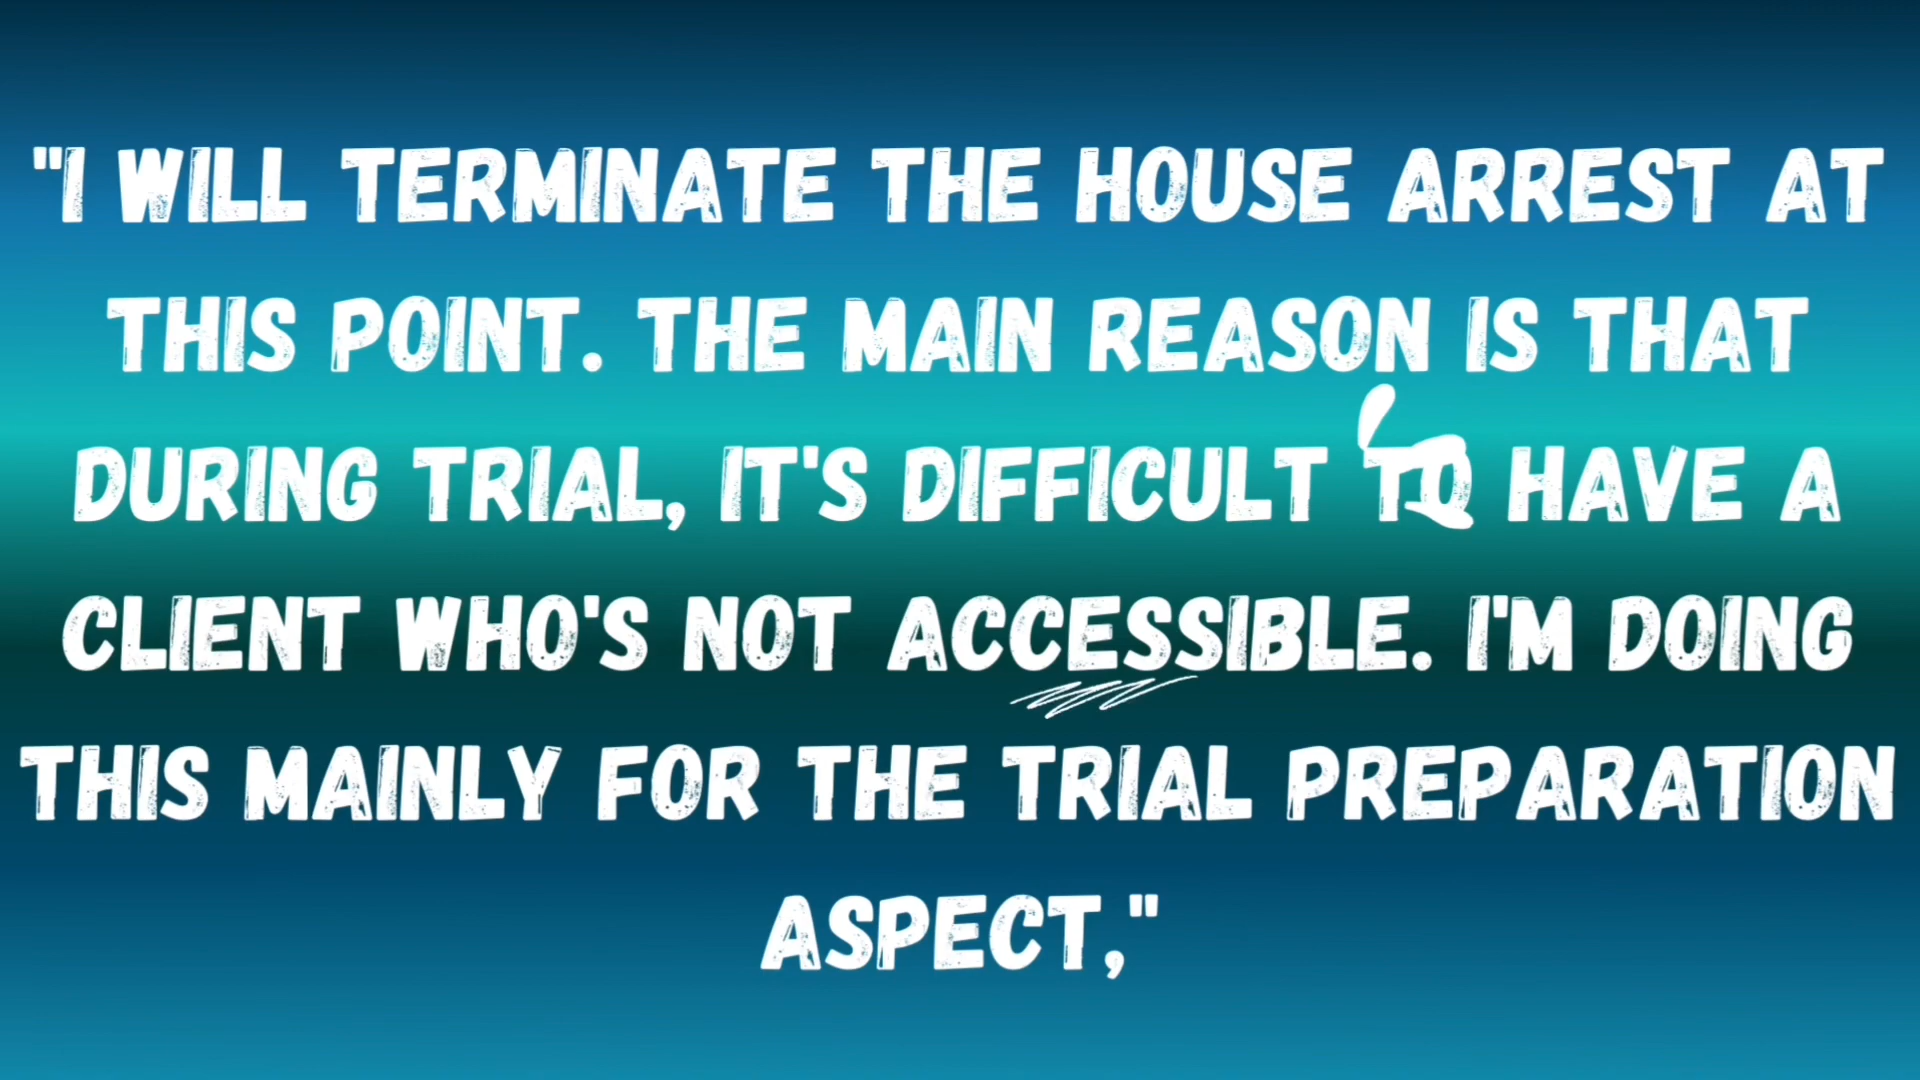 "I WILL TERMINATE THE HOUSE ARREST AT
THIS POINT. THE MAIN REASON IS THAT
DURING TRIAL, IT'S DIFFICULT TO HAVE A
CLIENT WHO'S NOT ACCESSIBLE. I'M DOING
THIS MAINLY FOR THE TRIAL PREPARATION
ASPECT,"